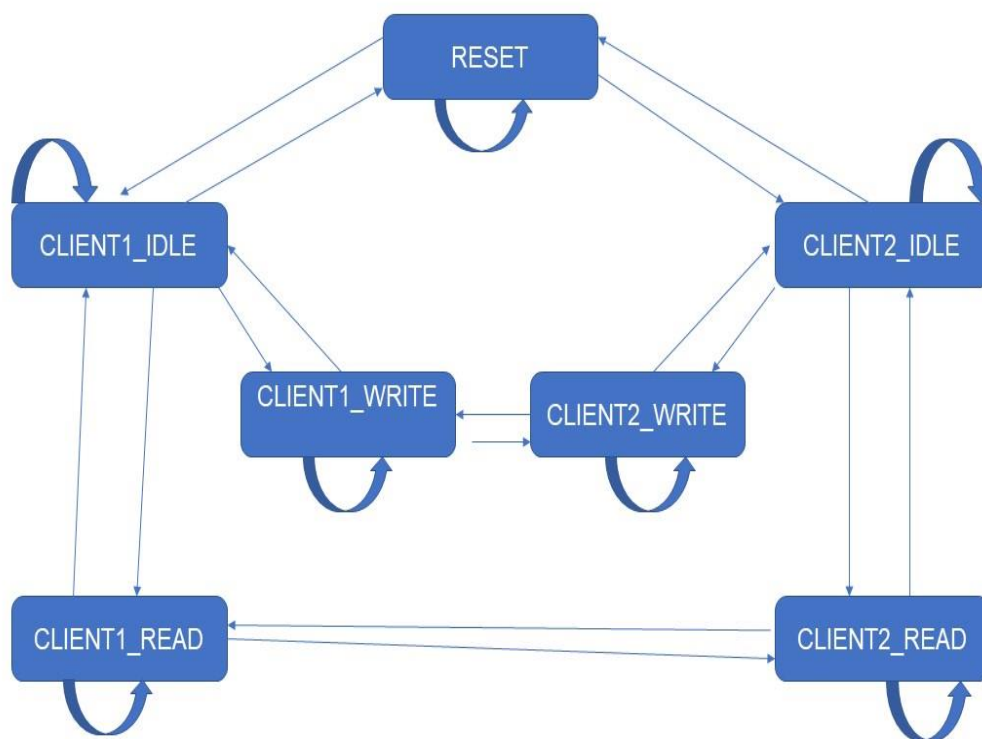 RESET
CLIENT1_IDLE
CLIENT2_IDLE
CLIENT1_WRITE
CLIENT2_WRITE
CLIENT1_READ
CLIENT2_READ